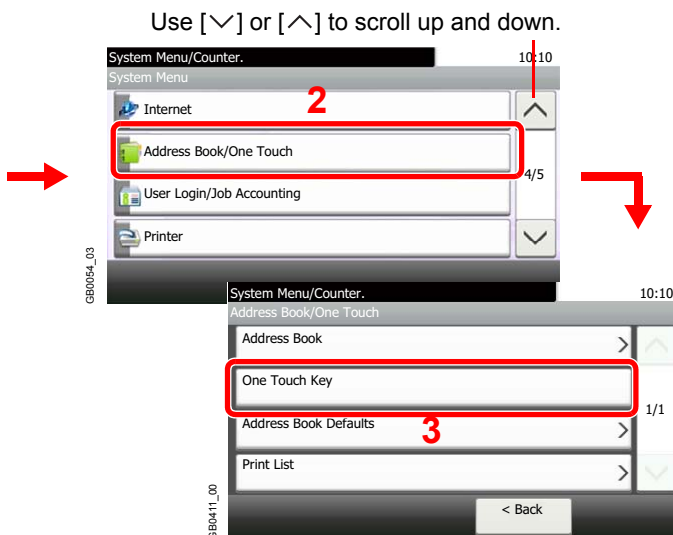 Use [∨] or [∧] to scroll up and down.
System Menu/Counter. 10:10
System Menu
Internet
2
Address Book/One Touch
4/5
User Login/Job Accounting
Printer
GB0054_03
System Menu/Counter. 10:10
Address Book/One Touch
Address Book >
One Touch Key
1/1
Address Book Defaults >
3
Print List >
< Back
GB0411_00